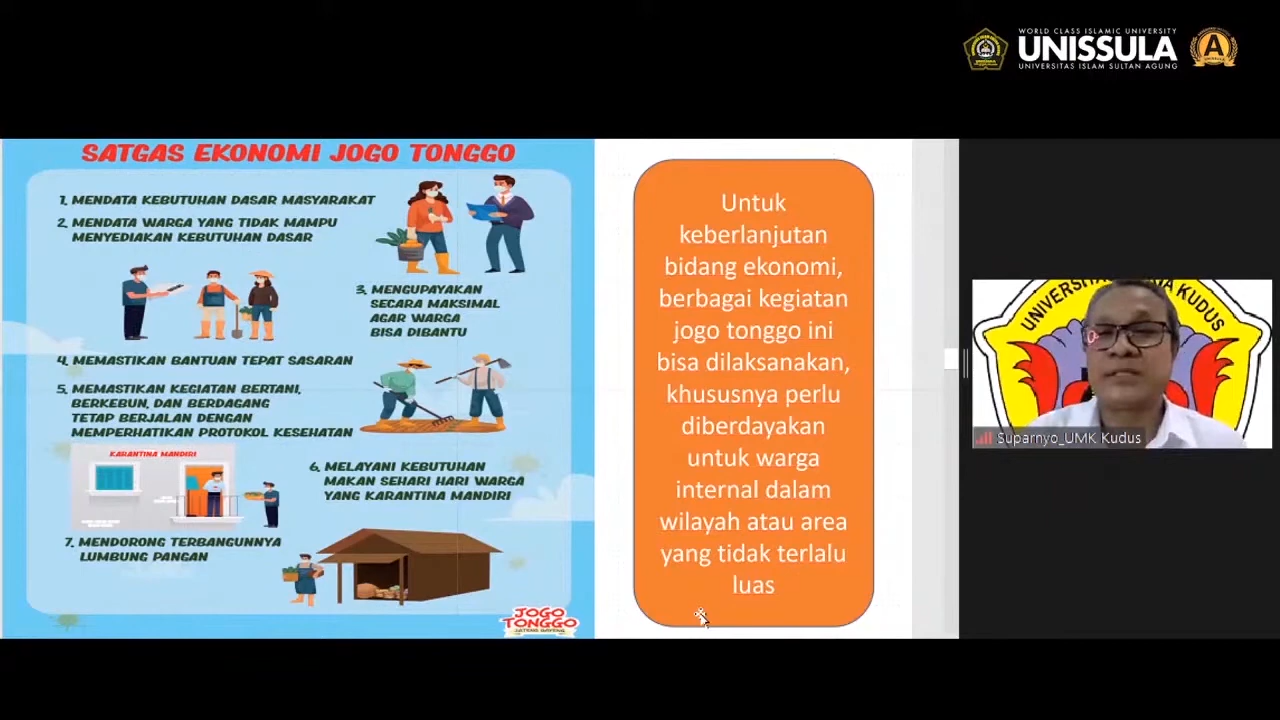 WORLD CLASS ISLAMIC UNIVERSITY
UNISSULA
UNIVERSITAS ISLAM SULTAN AGUNG
A
SATGAS EKONOMI JOGO TONGGO
1. MENDATA KEBUTUHAN DASAR MASYARAKAT
2. MENDATA WARGA YANG TIDAK MAMPU
MENYEDIAKAN KEBUTUHAN DASAR
3. MENGUPAYAKAN
SECARA MAKSIMAL
AGAR WARGA
BISA DIBANTU
4. MEMASTIKAN BANTUAN TEPAT SASARAN
5. MEMASTIKAN KEGIATAN BERTANI,
BERKEBUN, DAN BERDAGANG
TETAP BERJALAN DENGAN
MEMPERHATIKAN PROTOKOL KESEHATAN
KARANTINA MANDIRI
6. MELAYANI KEBUTUHAN
MAKAN SEHARI HARI WARGA
YANG KARANTINA MANDIRI
7. MENDORONG TERBANGUNNYA
LUMBUNG PANGAN
JOGO
TONGGO
Untuk
keberlanjutan
bidang ekonomi,
berbagai kegiatan
jogo tonggo ini
bisa dilaksanakan,
khususnya perlu
diberdayakan
untuk warga
internal dalam
wilayah atau area
yang tidak terlalu
luas
KUDUS
Suparnyo_UMK Kudus